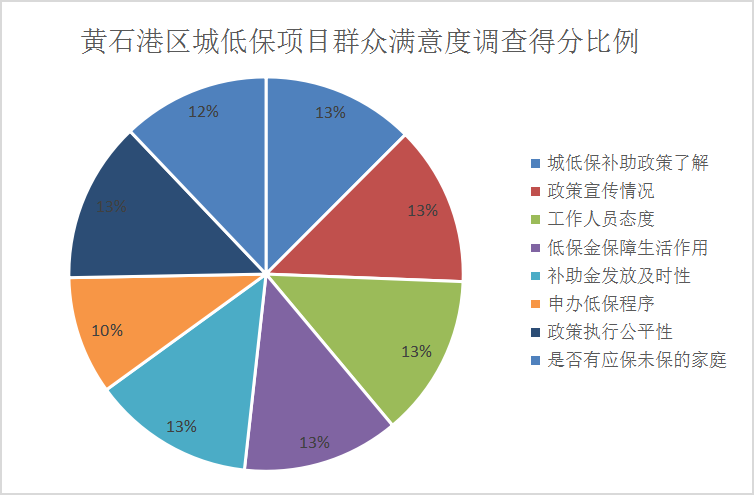 黄石港区城低保项目群众满意度调查得分比例
12%
13%
13%
13%
10%
13%
13%
13%
城低保补助政策了解
政策宣传情况
工作人员态度
低保金保障生活作用
补助金发放及时性
申办低保程序
政策执行公平性
是否有应保未保的家庭